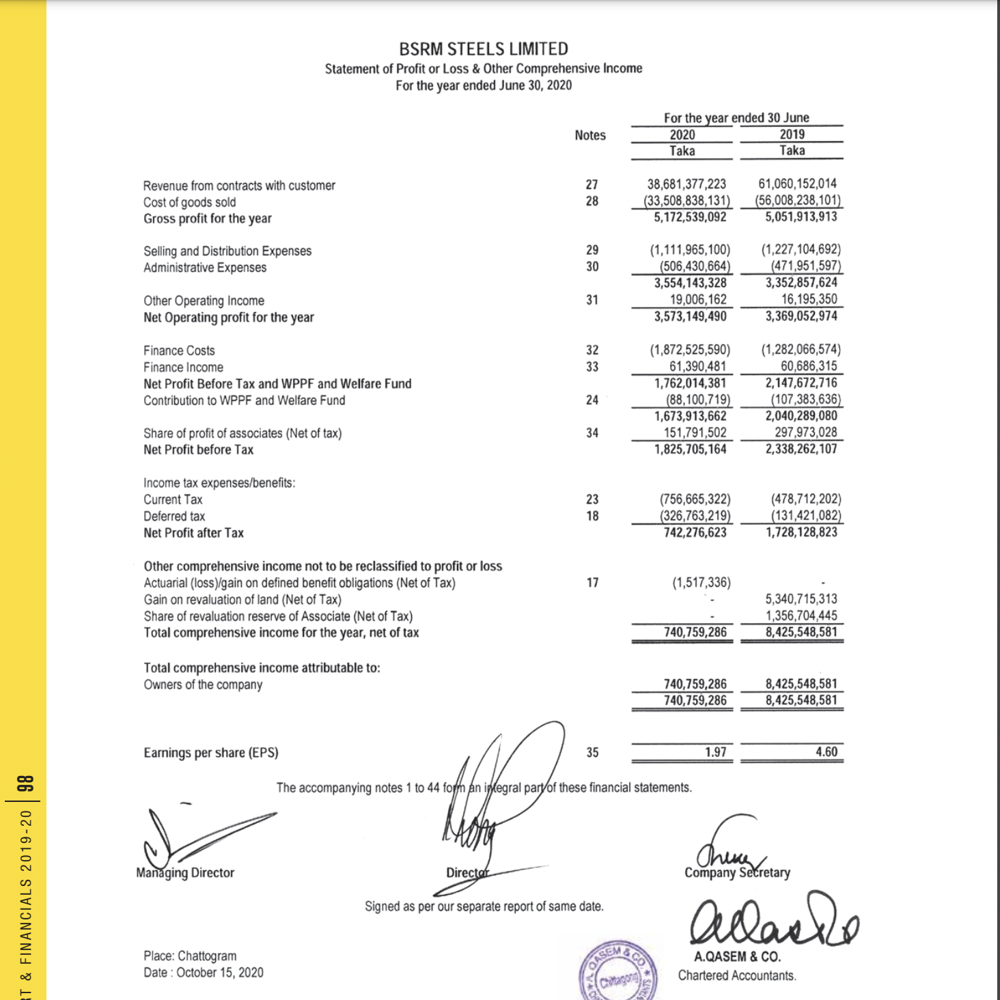 BSRM STEELS LIMITED
Statement of Profit or Loss & Other Comprehensive Income
For the year ended June 30, 2020
For the year ended 30 June
Notes 2020 2019
Taka Taka
Revenue from contracts with customer 27 38,681,377,223 61,060,152,014
Cost of goods sold 28 (33,508,838,131) (56,008,238,101)
Gross profit for the year 5,172,539,092 5,051,913,913
Selling and Distribution Expenses 29 (1,111,965,100) (1,227,104,692)
Administrative Expenses 30 (506,430,664) (471,951,597)
3,554,143,328 3,352,857,624
Other Operating Income 31 19,006,162 16,195,350
Net Operating profit for the year 3,573,149,490 3,369,052,974
Finance Costs 32 (1,872,525,590) (1,282,066,574)
Finance Income 33 61,390,481 60,686,315
Net Profit Before Tax and WPPF and Welfare Fund 1,762,014,381 2,147,672,716
Contribution to WPPF and Welfare Fund 24 (88,100,719) (107,383,636)
1,673,913,662 2,040,289,080
Share of profit of associates (Net of tax) 34 151,791,502 297,973,028
Net Profit before Tax 1,825,705,164 2,338,262,107
Income tax expenses/benefits:
Current Tax 23 (756,665,322) (478,712,202)
Deferred tax 18 (326,763,219) (131,421,082)
Net Profit after Tax 742,276,623 1,728,128,823
Other comprehensive income not to be reclassified to profit or loss
Actuarial (loss)/gain on defined benefit obligations (Net of Tax) 17 (1,517,336) -
Gain on revaluation of land (Net of Tax) - 5,340,715,313
Share of revaluation reserve of Associate (Net of Tax) - 1,356,704,445
Total comprehensive income for the year, net of tax 740,759,286 8,425,548,581
Total comprehensive income attributable to:
Owners of the company 740,759,286 8,425,548,581
740,759,286 8,425,548,581
Earnings per share (EPS) 35 1.97 4.60
The accompanying notes 1 to 44 form an integral part of these financial statements.
Managing Director Director Company Secretary
Signed as per our separate report of same date.
Place: Chattogram
Date : October 15, 2020
A. QASEM & CO.
Chittagong
A.QASEM & CO.
Chartered Accountants.
98
RT & FINANCIALS 2019-20